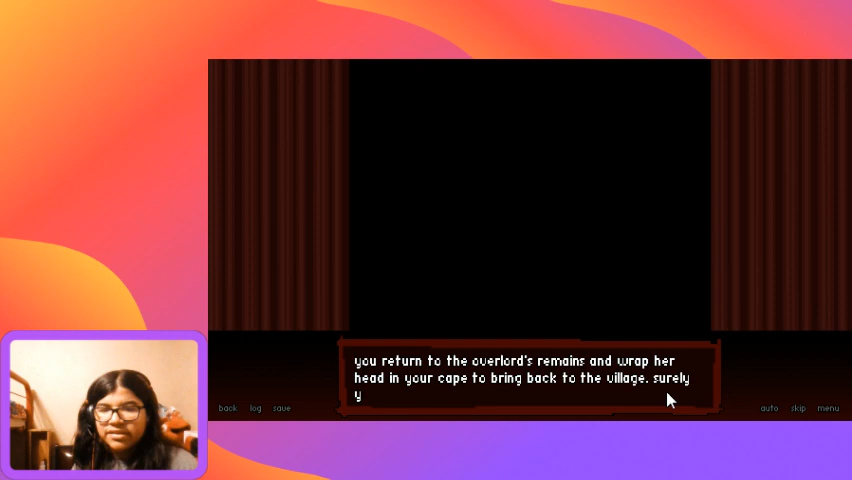 you return to the overlord's remains and wrap her
head in your cape to bring back to the village. surely
y
back log save
auto skip menu